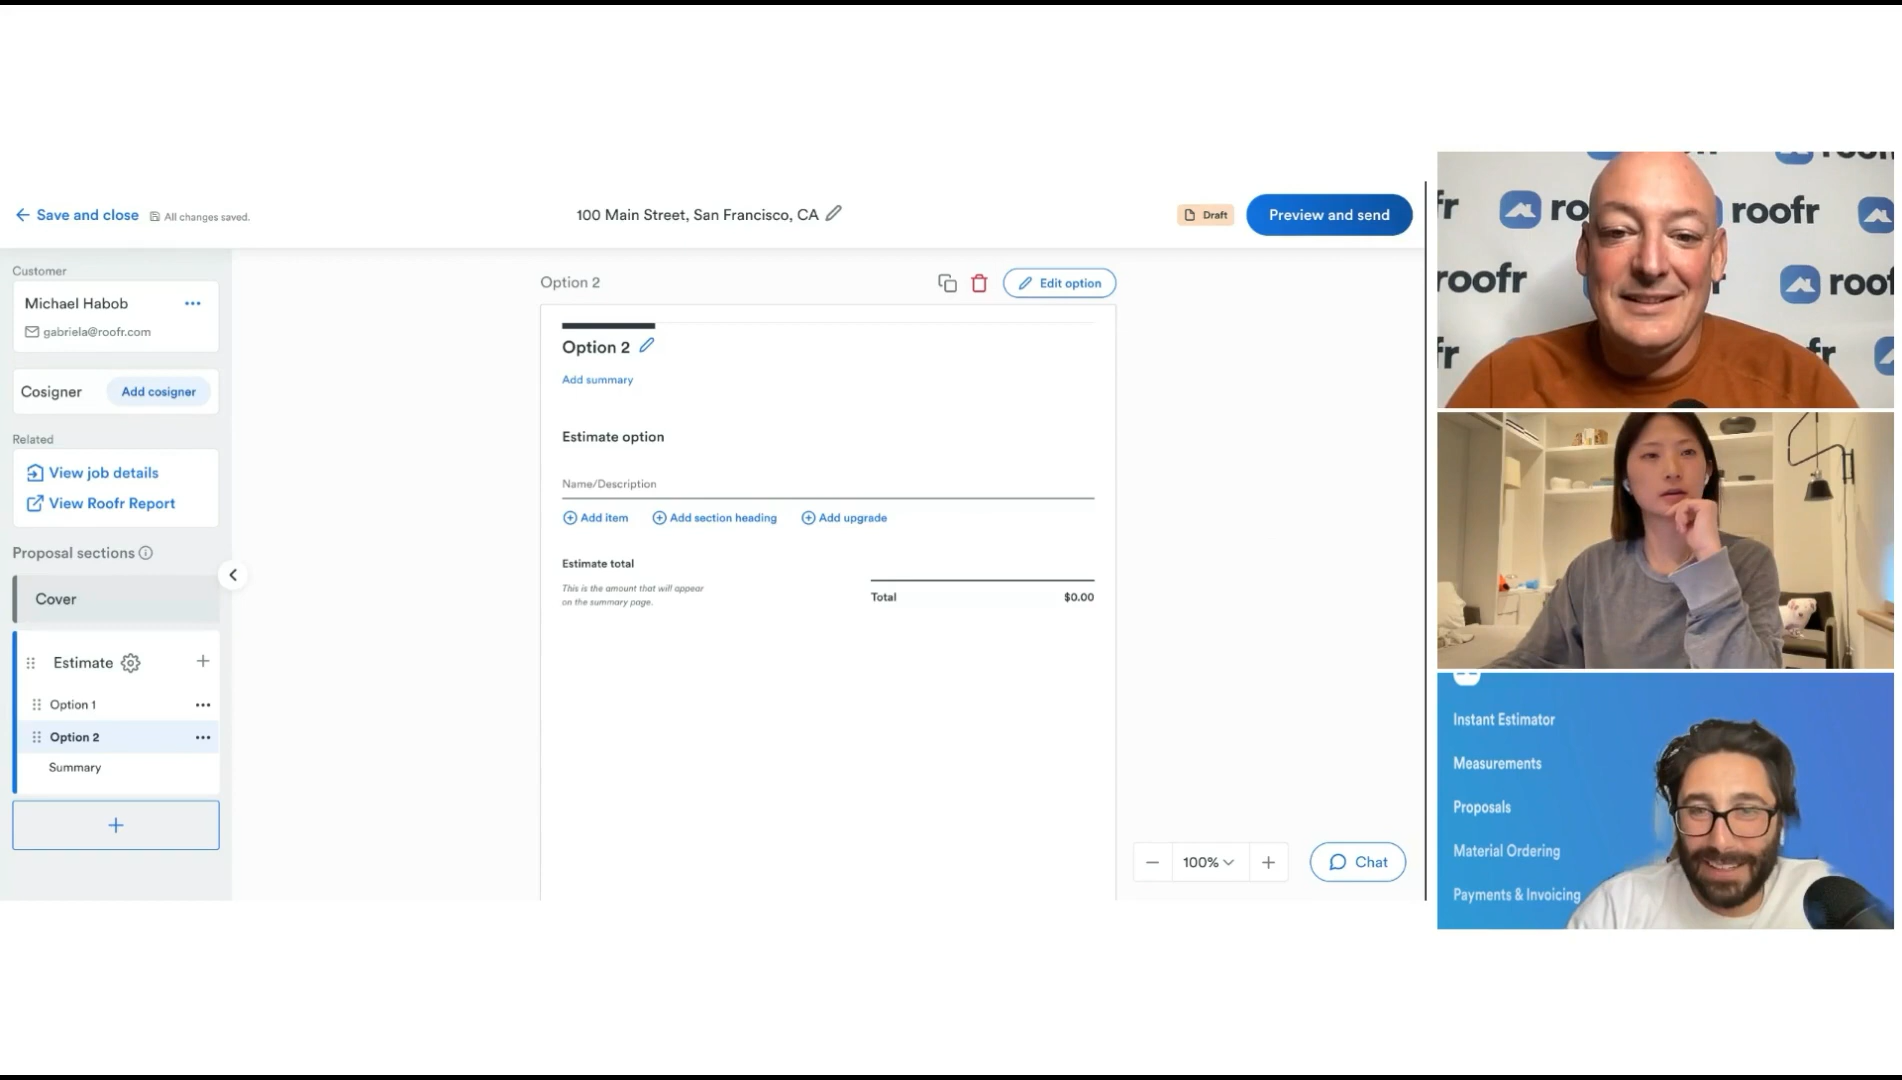 Save and close
All changes saved.
100 Main Street, San Francisco, CA
Draft
Preview and send
Customer
Michael Habob
gabriela@roofr.com
Cosigner
Add cosigner
Related
View job details
View Roofr Report
Proposal sections
Cover
Estimate
Option 1
Option 2
Summary
Option 2
Edit option
Option 2
Add summary
Estimate option
Name/Description
Add item
Add section heading
Add upgrade
Estimate total
This is the amount that will appear
on the summary page.
Total
$0.00
100%
Chat
roofr
roofr
Instant Estimator
Measurements
Proposals
Material Ordering
Payments & Invoicing